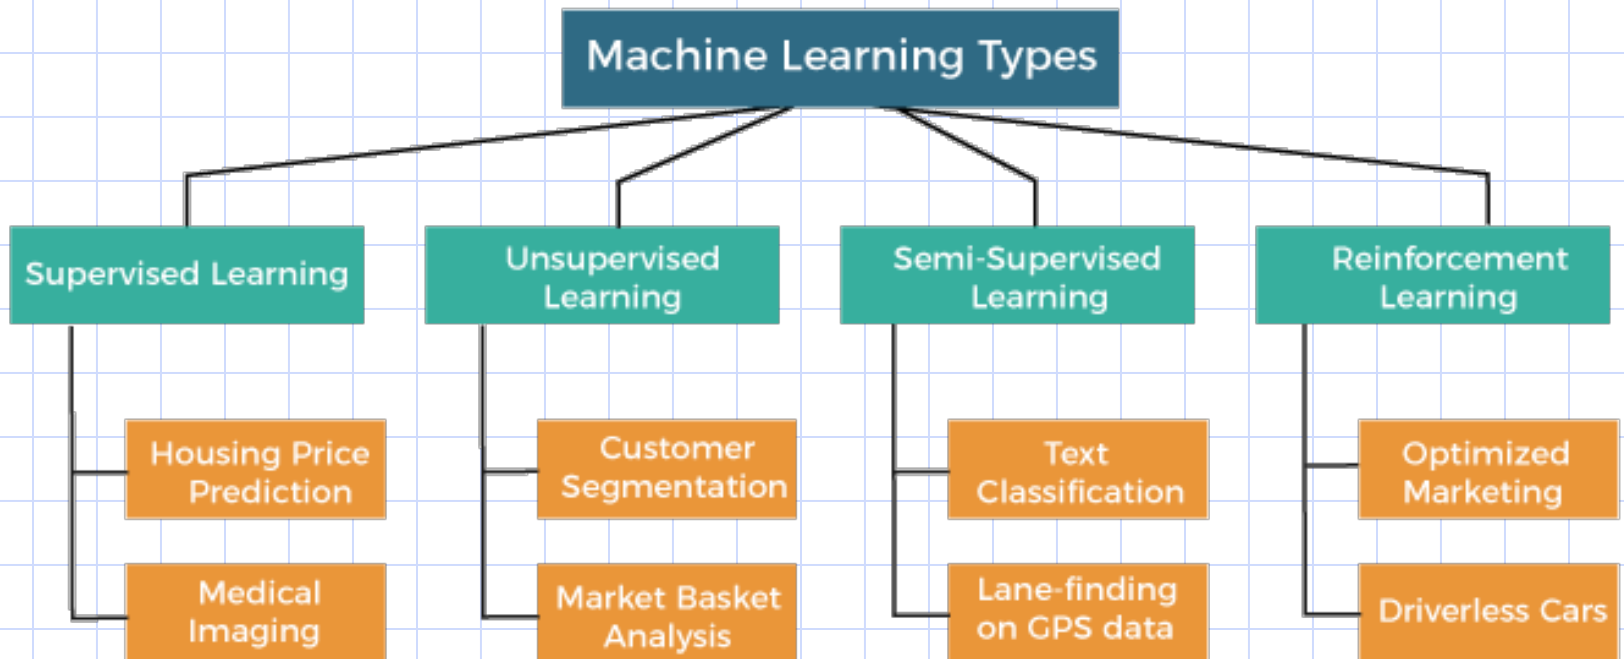 Machine Learning Types
Supervised Learning
Unsupervised
Learning
Semi-Supervised
Learning
Reinforcement
Learning
Housing Price
Prediction
Customer
Segmentation
Text
Classification
Optimized
Marketing
Medical
Imaging
Market Basket
Analysis
Lane-finding
on GPS data
Driverless Cars